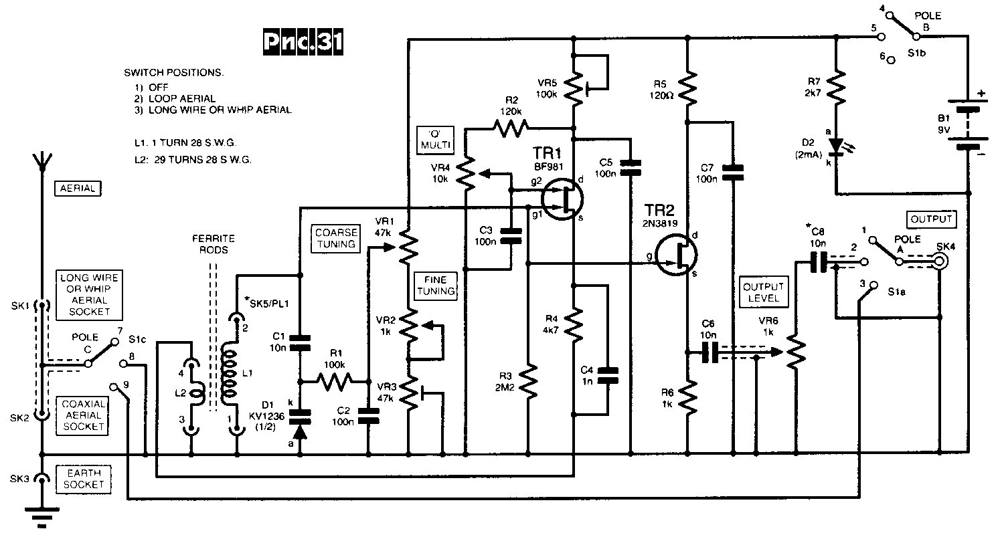 Рис.31
SWITCH POSITIONS.
1) OFF
2) LOOP AERIAL
3) LONG WIRE OR WHIP AERIAL
L1. 1 TURN 28 S.W.G.
L2: 29 TURNS 28 S.W.G.
4
POLE
B
5
6
S1b
VR5
100k
R5
120Ω
R7
2k7
+
B1
9V
−
R2
120k
'Q'
MULTI
VR4
10k
TR1
BF981
g2
d
g1
s
C5
100n
C7
100n
a
D2
(2mA)
k
AERIAL
FERRITE
RODS
COARSE
TUNING
VR1
47k
C3
100n
TR2
2N3819
d
g
s
OUTPUT
*C8
10n
1
2
POLE
A
SK4
3
S1a
LONG WIRE
OR WHIP
AERIAL
SOCKET
SK1
*SK5/PL1
2
FINE
TUNING
VR2
1k
OUTPUT
LEVEL
VR6
1k
POLE
C
7
S1c
8
9
C1
10n
R1
100k
R4
4k7
C6
10n
4
L2
L1
3
1
VR3
47k
R3
2M2
C4
1n
R6
1k
k
D1
KV1236
(1/2)
a
C2
100n
COAXIAL
AERIAL
SOCKET
SK2
EARTH
SOCKET
SK3